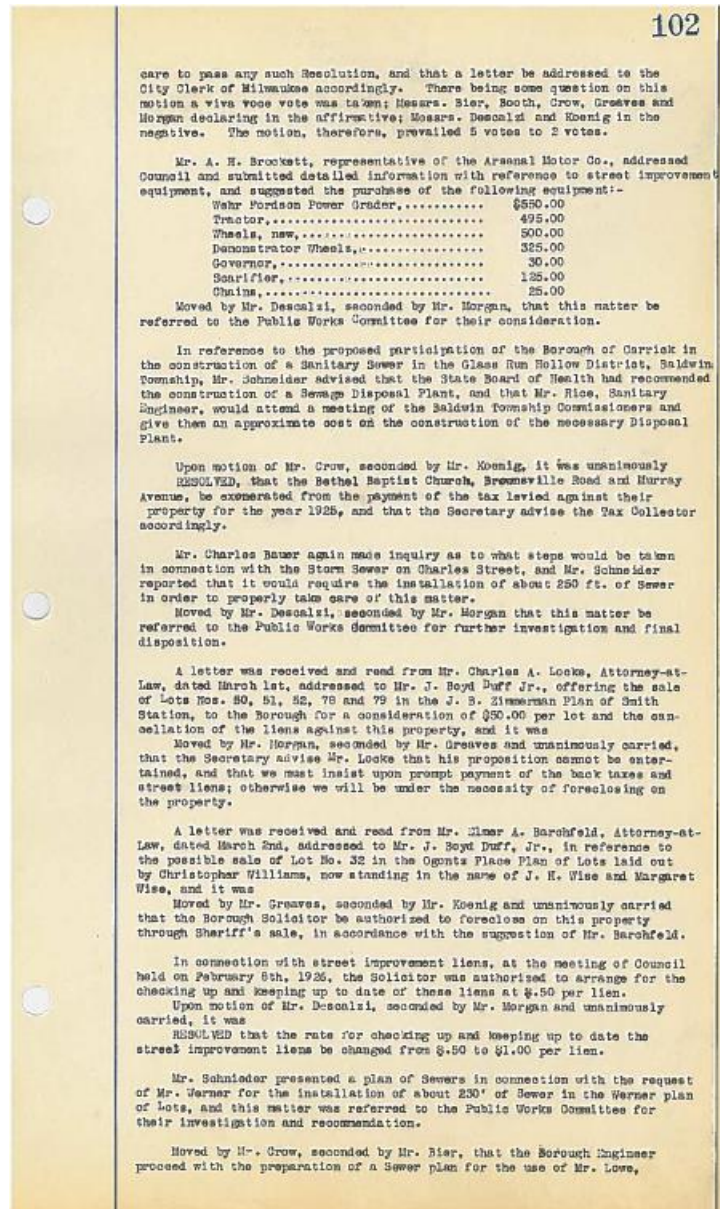 102
care to pass any such Resolution, and that a letter be addressed to the
City Clerk of Milwaukee accordingly. There being some question on this
motion a viva voce vote was taken; Messrs. Bier, Booth, Crow, Greaves and
Morgan declaring in the affirmative; Messrs. Descalzi and Koenig in the
negative. The motion, therefore, prevailed 5 votes to 2 votes.
Mr. A. H. Brockett, representative of the Arsenal Motor Co., addressed
Council and submitted detailed information with reference to street improvement
equipment, and suggested the purchase of the following equipment:-
Wehr Fordson Power Grader,........... $550.00
Tractor,............................. 495.00
Wheels, new,......................... 500.00
Demonstrator Wheels,................. 325.00
Governor,............................ 30.00
Scarifier,........................... 125.00
Chains,.............................. 25.00
Moved by Mr. Descalzi, seconded by Mr. Morgan, that this matter be
referred to the Public Works Committee for their consideration.
In reference to the proposed participation of the Borough of Carrick in
the construction of a Sanitary Sewer in the Glass Run Hollow District, Baldwin
Township, Mr. Schneider advised that the State Board of Health had recommended
the construction of a Sewage Disposal Plant, and that Mr. Rice, Sanitary
Engineer, would attend a meeting of the Baldwin Township Commissioners and
give them an approximate cost on the construction of the necessary Disposal
Plant.
Upon motion of Mr. Crow, seconded by Mr. Koenig, it was unanimously
RESOLVED, that the Bethel Baptist Church, Brownsville Road and Murray
Avenue, be exonerated from the payment of the tax levied against their
property for the year 1925, and that the Secretary advise the Tax Collector
accordingly.
Mr. Charles Bauer again made inquiry as to what steps would be taken
in connection with the Storm Sewer on Charles Street, and Mr. Schneider
reported that it would require the installation of about 250 ft. of Sewer
in order to properly take care of this matter.
Moved by Mr. Descalzi, seconded by Mr. Morgan that this matter be
referred to the Public Works Committee for further investigation and final
disposition.
A letter was received and read from Mr. Charles A. Locke, Attorney-at-
Law, dated March 1st, addressed to Mr. J. Boyd Duff Jr., offering the sale
of Lots Nos. 50, 51, 52, 78 and 79 in the J. B. Zimmerman Plan of Smith
Station, to the Borough for a consideration of $50.00 per lot and the can-
cellation of the liens against this property, and it was
Moved by Mr. Morgan, seconded by Mr. Greaves and unanimously carried,
that the Secretary advise Mr. Locke that his proposition cannot be enter-
tained, and that we must insist upon prompt payment of the back taxes and
street liens; otherwise we will be under the necessity of foreclosing on
the property.
A letter was received and read from Mr. Elmer A. Barchfeld, Attorney-at-
Law, dated March 2nd, addressed to Mr. J. Boyd Duff, Jr., in reference to
the possible sale of Lot No. 32 in the Ogontz Place Plan of Lots laid out
by Christopher Williams, now standing in the name of J. H. Wise and Margaret
Wise, and it was
Moved by Mr. Greaves, seconded by Mr. Koenig and unanimously carried
that the Borough Solicitor be authorized to foreclose on this property
through Sheriff's sale, in accordance with the suggestion of Mr. Barchfeld.
In connection with street improvement liens, at the meeting of Council
held on February 8th, 1926, the Solicitor was authorized to arrange for the
checking up and keeping up to date of these liens at $.50 per lien.
Upon motion of Mr. Descalzi, seconded by Mr. Morgan and unanimously
carried, it was
RESOLVED that the rate for checking up and keeping up to date the
street improvement liens be changed from $.50 to $1.00 per lien.
Mr. Schnieder presented a plan of Sewers in connection with the request
of Mr. Werner for the installation of about 230' of Sewer in the Werner plan
of Lots, and this matter was referred to the Public Works Committee for
their investigation and recommendation.
Moved by Mr. Crow, seconded by Mr. Bier, that the Borough Engineer
proceed with the preparation of a Sewer plan for the use of Mr. Lowe,